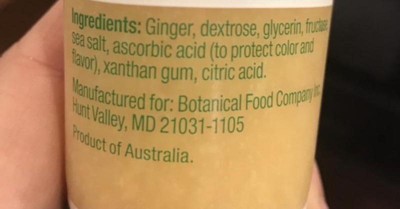 Ingredients: Ginger, dextrose, glycerin, fructose,
sea salt, ascorbic acid (to protect color and
flavor), xanthan gum, citric acid.
Manufactured for: Botanical Food Company Inc.
Hunt Valley, MD 21031-1105
Product of Australia.